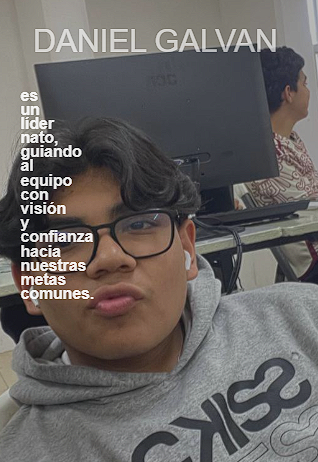 DANIEL GALVAN
es
un
líder
nato,
guiando
al
equipo
con
visión
y
confianza
hacia
nuestras
metas
comunes.